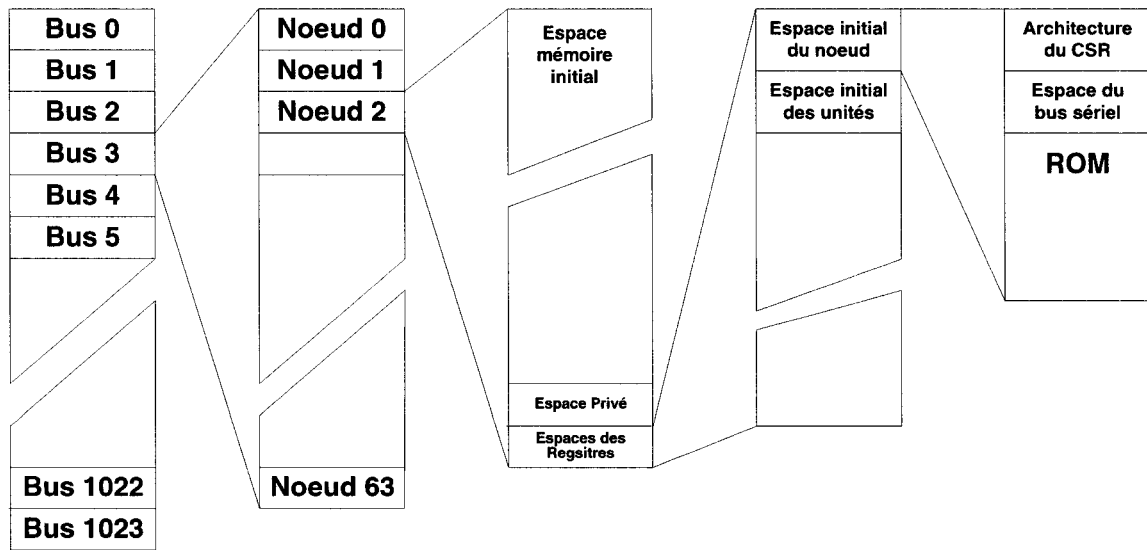 Bus 0
Bus 1
Bus 2
Bus 3
Bus 4
Bus 5
Bus 1022
Bus 1023
Noeud 0
Noeud 1
Noeud 2
Noeud 63
Espace
mémoire
initial
Espace Privé
Espaces des
Regsitres
Espace initial
du noeud
Espace initial
des unités
Architecture
du CSR
Espace du
bus sériel
ROM